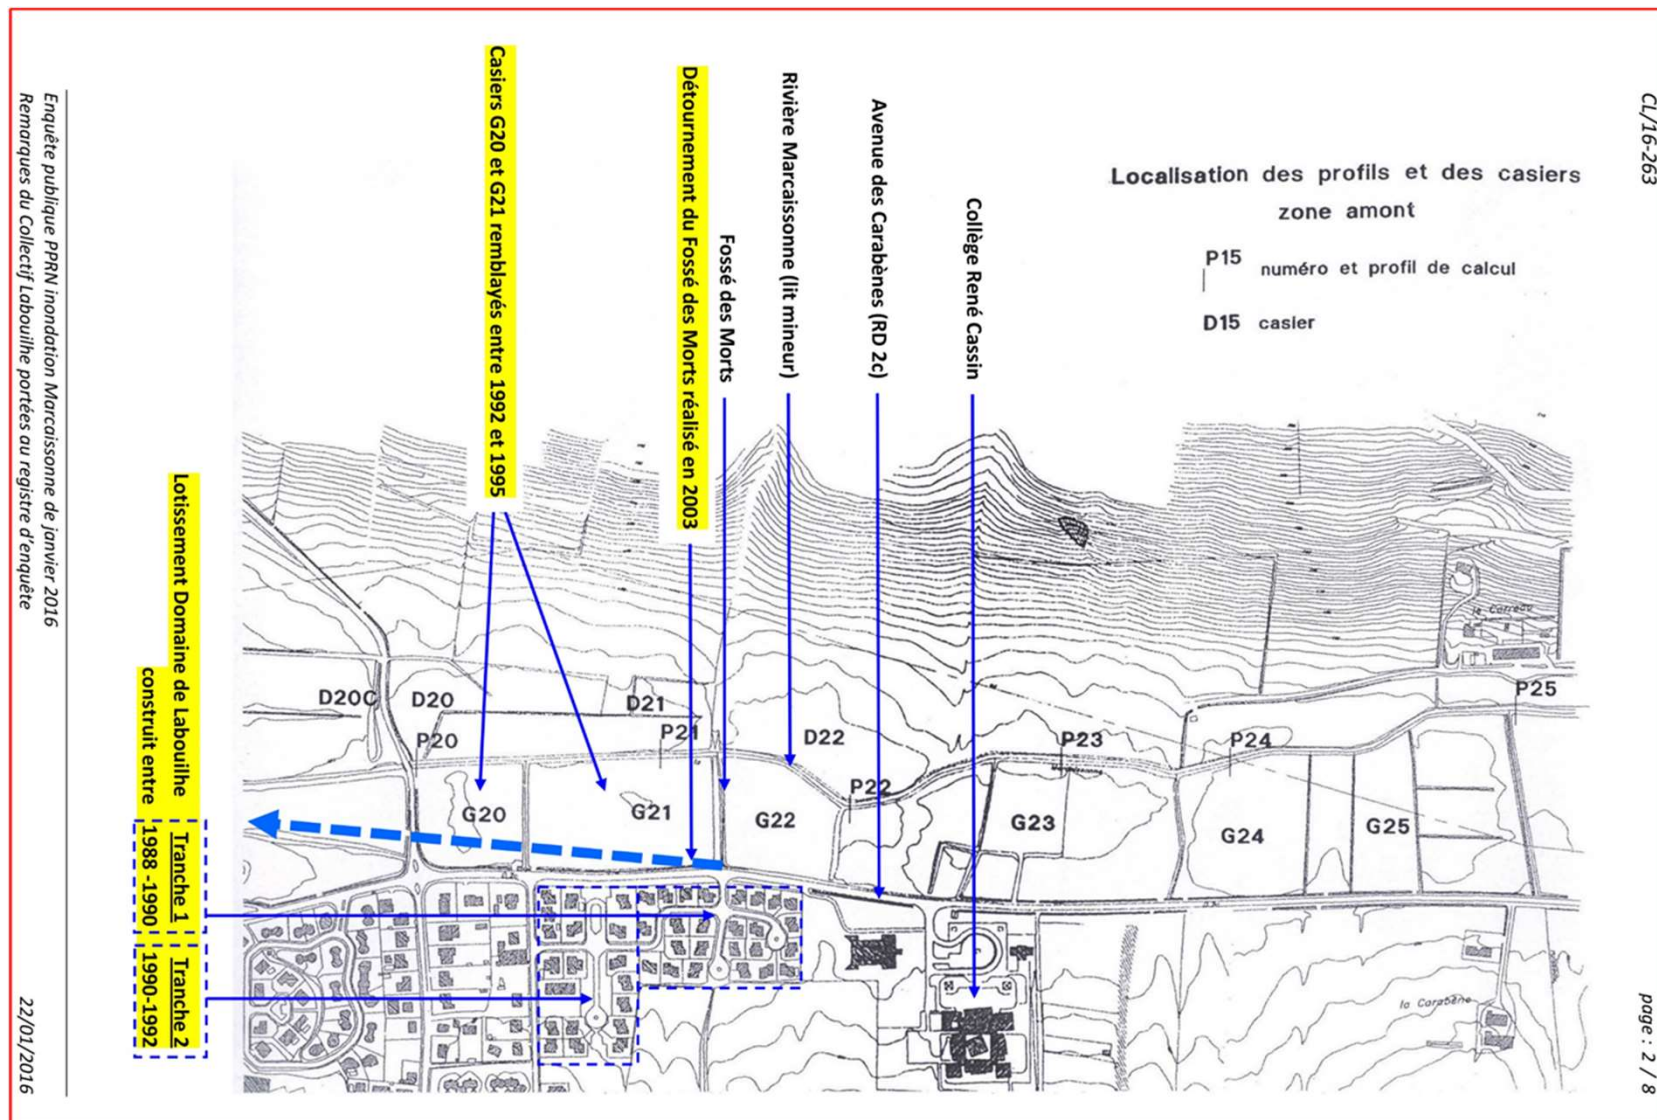 CL/16-263
page : 2 / 8
Localisation des profils et des casiers
zone amont
P15 numéro et profil de calcul
D15 casier
Collège René Cassin
Avenue des Carabènes (RD 2c)
Rivière Marcaissonne (lit mineur)
Fossé des Morts
Détournement du Fossé des Morts réalisé en 2003
Casiers G20 et G21 remblayés entre 1992 et 1995
Lotissement Domaine de Labouilhe
construit entre
Tranche 1
1988 -1990
Tranche 2
1990-1992
D20C
D20
D21
D22
P20
P21
P22
P23
P24
P25
G20
G21
G22
G23
G24
G25
la Carabène
Enquête publique PPRN inondation Marcaissonne de janvier 2016
Remarques du Collectif Labouilhe portées au registre d'enquête
22/01/2016